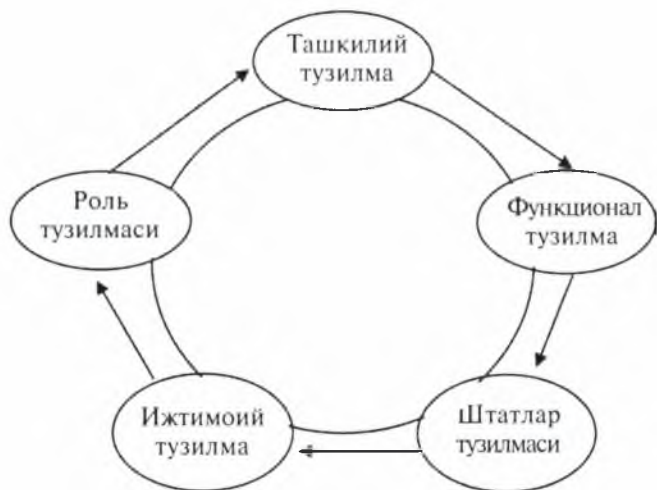 Ташкилий
тузилма
Функционал
тузилма
Штатлар
тузилмаси
Ижтимоий
тузилма
Роль
тузилмаси